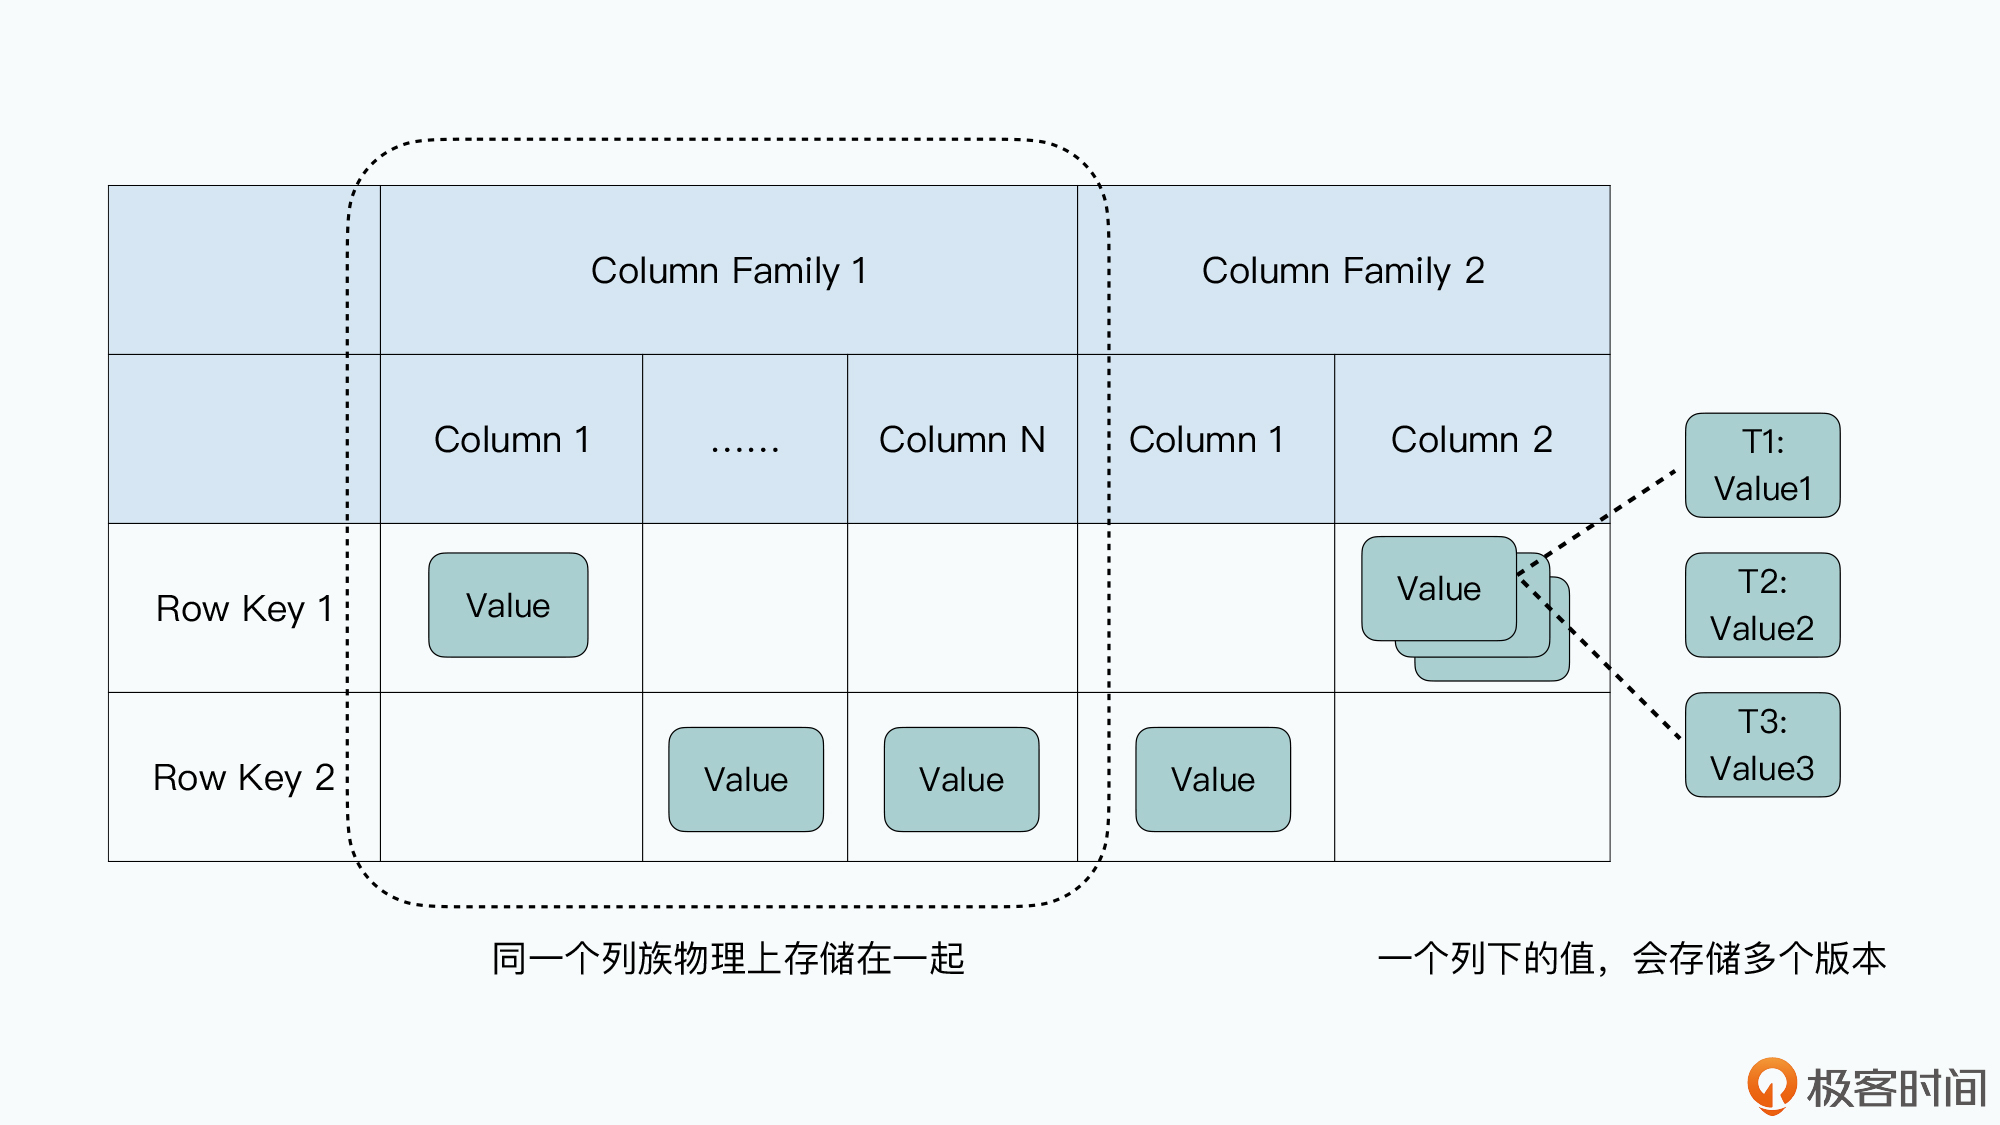 Column Family 1
Column Family 2
Column 1
......
Column N
Column 1
Column 2
Row Key 1
Value
Value
T1:
Value1
T2:
Value2
T3:
Value3
Row Key 2
Value
Value
Value
同一个列族物理上存储在一起
一个列下的值，会存储多个版本
极客时间